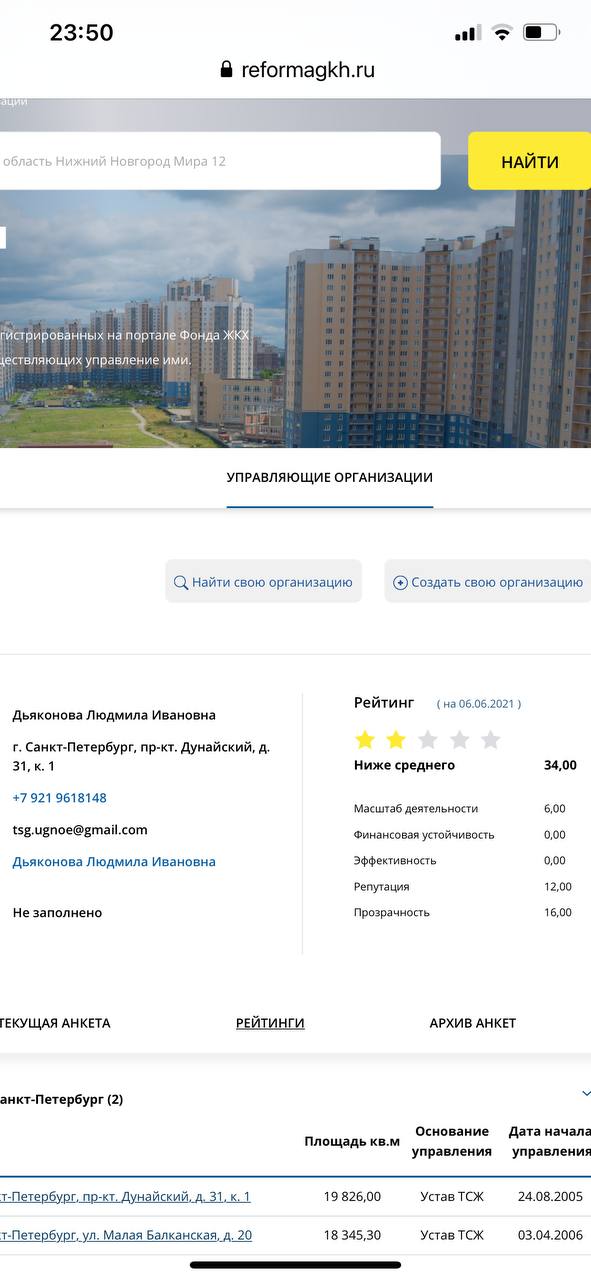 23:50
reformagkh.ru
ации
область Нижний Новгород Мира 12
НАЙТИ
гистрированных на портале Фонда ЖКХ
ществляющих управление ими.
УПРАВЛЯЮЩИЕ ОРГАНИЗАЦИИ
Найти свою организацию
Создать свою организацию
Дьяконова Людмила Ивановна
г. Санкт-Петербург, пр-кт. Дунайский, д.
31, к. 1
+7 921 9618148
tsg.ugnoe@gmail.com
Дьяконова Людмила Ивановна
Не заполнено
Рейтинг ( на 06.06.2021 )
Ниже среднего 34,00
Масштаб деятельности 6,00
Финансовая устойчивость 0,00
Эффективность 0,00
Репутация 12,00
Прозрачность 16,00
ТЕКУЩАЯ АНКЕТА
РЕЙТИНГИ
АРХИВ АНКЕТ
анкт-Петербург (2)
Площадь кв.м
Основание
управления
Дата начала
управления
кт-Петербург, пр-кт. Дунайский, д. 31, к. 1 19 826,00 Устав ТСЖ 24.08.2005
кт-Петербург, ул. Малая Балканская, д. 20 18 345,30 Устав ТСЖ 03.04.2006